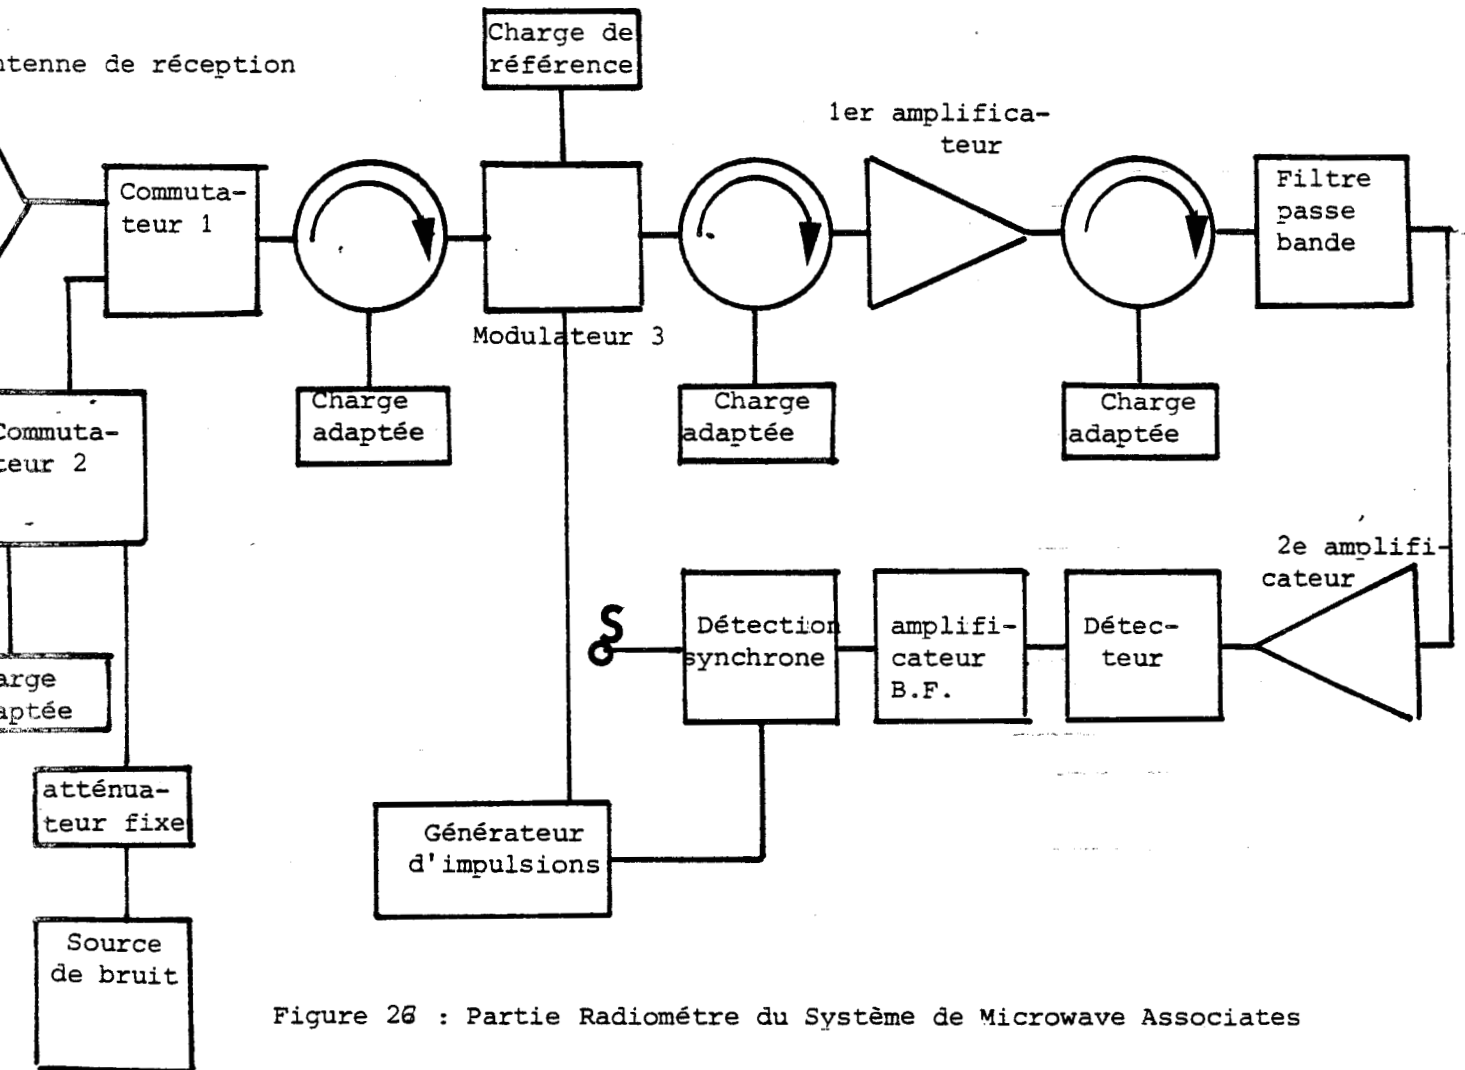 Charge de
référence
ntenne de réception
1er amplifica-
teur
Commuta-
teur 1
Filtre
passe
bande
Modulateur 3
Charge
adaptée
Charge
adaptée
Charge
adaptée
Commuta-
teur 2
2e amplifi-
cateur
S
Détection
synchrone
amplifi-
cateur
B.F.
Détec-
teur
arge
aptée
atténua-
teur fixe
Générateur
d'impulsions
Source
de bruit
Figure 26 : Partie Radiométre du Système de Microwave Associates